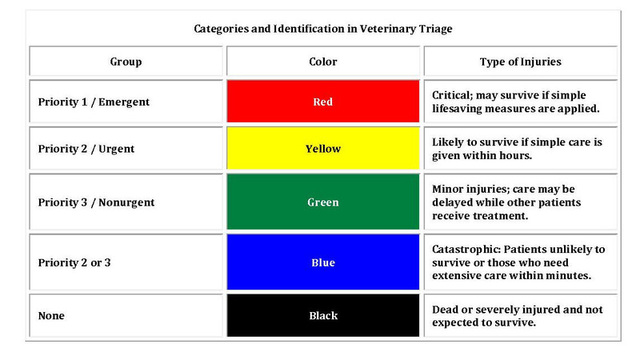 Categories and Identification in Veterinary Triage
Group
Color
Type of Injuries
Priority 1 / Emergent
Red
Critical; may survive if simple
lifesaving measures are applied.
Priority 2 / Urgent
Yellow
Likely to survive if simple care is
given within hours.
Priority 3 / Nonurgent
Green
Minor injuries; care may be
delayed while other patients
receive treatment.
Priority 2 or 3
Blue
Catastrophic: Patients unlikely to
survive or those who need
extensive care within minutes.
None
Black
Dead or severely injured and not
expected to survive.